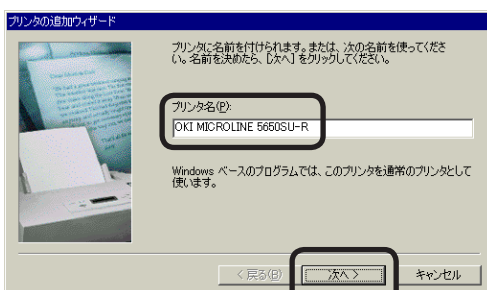 プリンタの追加ウィザード
プリンタに名前を付けられます。または、次の名前を使ってくださ
い。名前を決めたら、[次へ] をクリックしてください。
プリンタ名(P):
OKI MICROLINE 5650SU-R
Windows ベースのプログラムでは、このプリンタを通常のプリンタとして
使います。
< 戻る(B)
次へ >
キャンセル